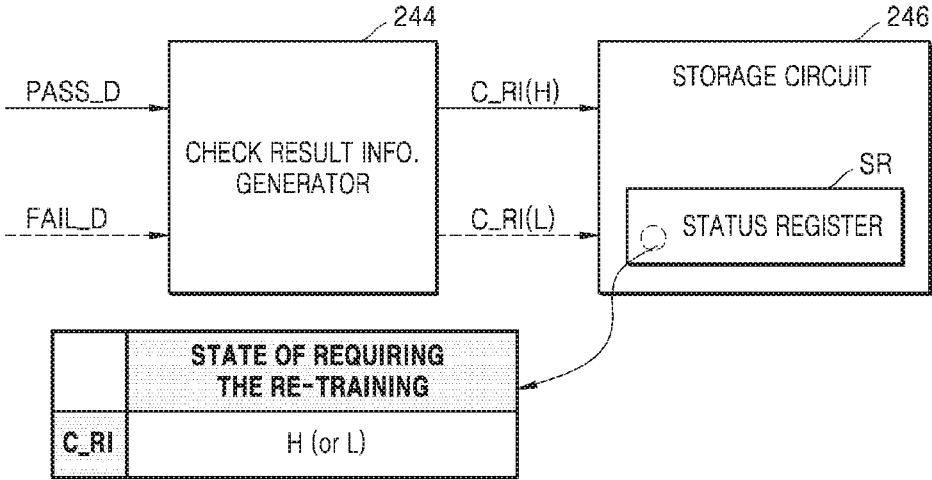 244
246
PASS_D
C_RI(H)
STORAGE CIRCUIT
CHECK RESULT INFO.
GENERATOR
SR
FAIL_D
C_RI(L)
STATUS REGISTER
STATE OF REQUIRING
THE RE-TRAINING
C_RI
H (or L)